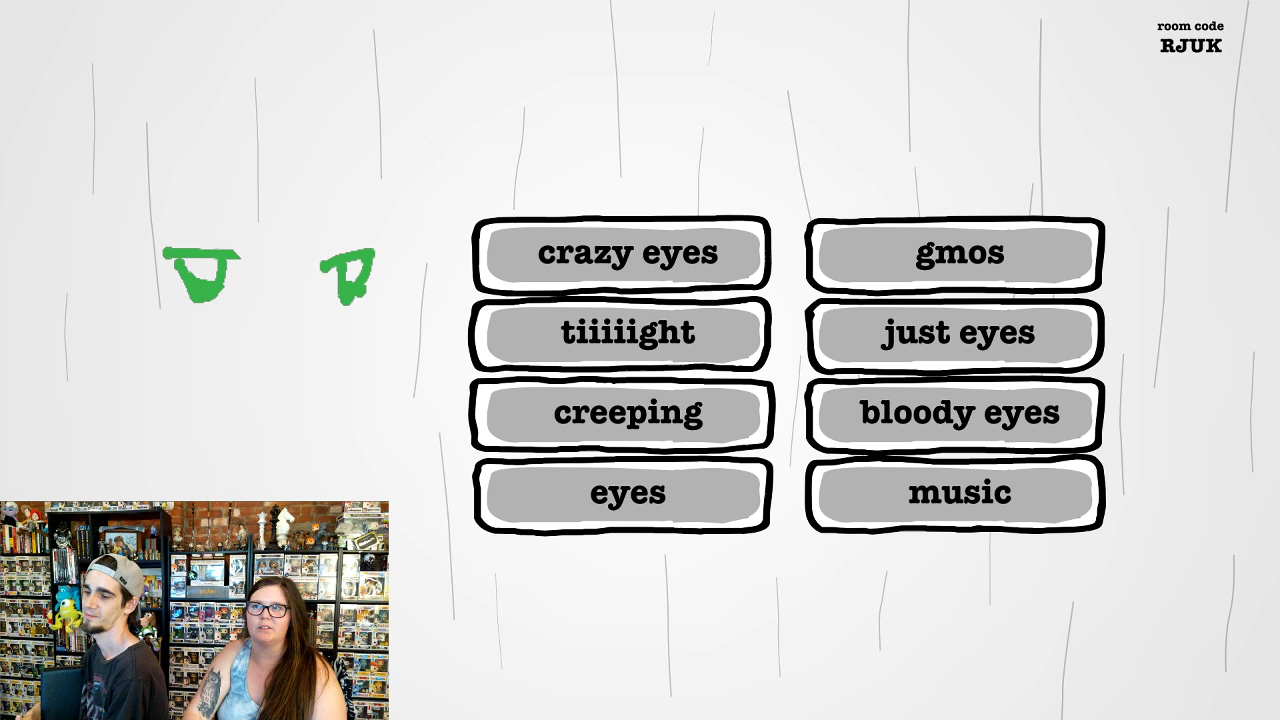 room code
RJUK
crazy eyes
gmos
tiiiiight
just eyes
creeping
bloody eyes
eyes
music